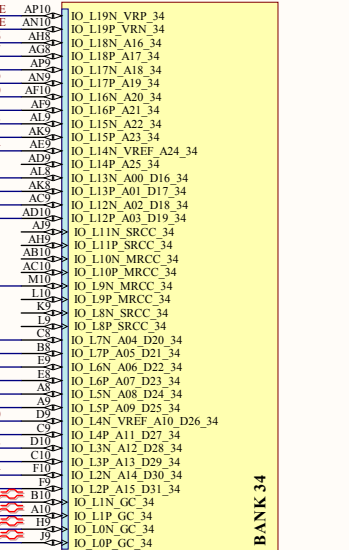 AP10 IO_L19N_VRP_34
AN10 IO_L19P_VRN_34
AH8 IO_L18N_A16_34
AG8 IO_L18P_A17_34
AP9 IO_L17N_A18_34
AN9 IO_L17P_A19_34
AF10 IO_L16N_A20_34
AF9 IO_L16P_A21_34
AL9 IO_L15N_A22_34
AK9 IO_L15P_A23_34
AE9 IO_L14N_VREF_A24_34
AD9 IO_L14P_A25_34
AL8 IO_L13N_A00_D16_34
AK8 IO_L13P_A01_D17_34
AC9 IO_L12N_A02_D18_34
AD10 IO_L12P_A03_D19_34
AJ9 IO_L11N_SRCC_34
AH9 IO_L11P_SRCC_34
AB10 IO_L10N_MRCC_34
AC10 IO_L10P_MRCC_34
M10 IO_L9N_MRCC_34
L10 IO_L9P_MRCC_34
K9 IO_L8N_SRCC_34
L9 IO_L8P_SRCC_34
C8 IO_L7N_A04_D20_34
B8 IO_L7P_A05_D21_34
E9 IO_L6N_A06_D22_34
E8 IO_L6P_A07_D23_34
A8 IO_L5N_A08_D24_34
A9 IO_L5P_A09_D25_34
D9 IO_L4N_VREF_A10_D26_34
C9 IO_L4P_A11_D27_34
D10 IO_L3N_A12_D28_34
C10 IO_L3P_A13_D29_34
F10 IO_L2N_A14_D30_34
F9 IO_L2P_A15_D31_34
B10 IO_L1N_GC_34
A10 IO_L1P_GC_34
H9 IO_L0N_GC_34
J9 IO_L0P_GC_34
BANK 34